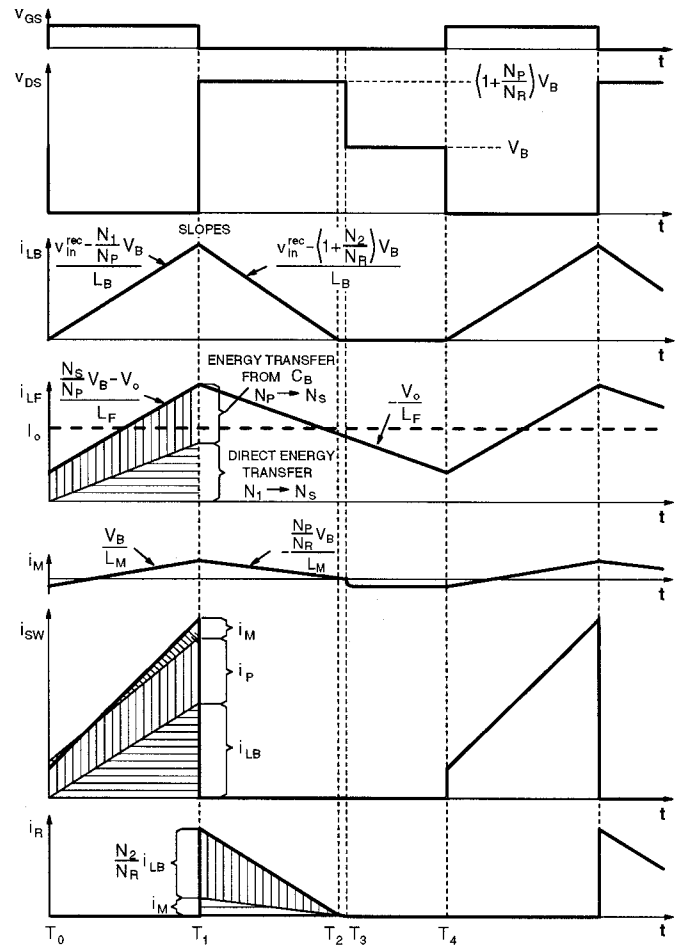 V_GS
t
V_DS
(1+N_P/N_R)V_B
V_B
t
SLOPES
i_LB
(v_in^rec - N_1/N_P V_B)/L_B
(v_in^rec - (1+N_2/N_R)V_B)/L_B
t
i_LF
(N_S/N_P V_B - V_o)/L_F
ENERGY TRANSFER
FROM C_B
N_P → N_S
-V_o/L_F
I_o
DIRECT ENERGY
TRANSFER
N_1 → N_S
t
i_M
V_B/L_M
-(N_P/N_R V_B)/L_M
t
i_SW
i_M
i_P
i_LB
t
i_R
N_2/N_R i_LB
i_M
t
T_0 T_1 T_2 T_3 T_4